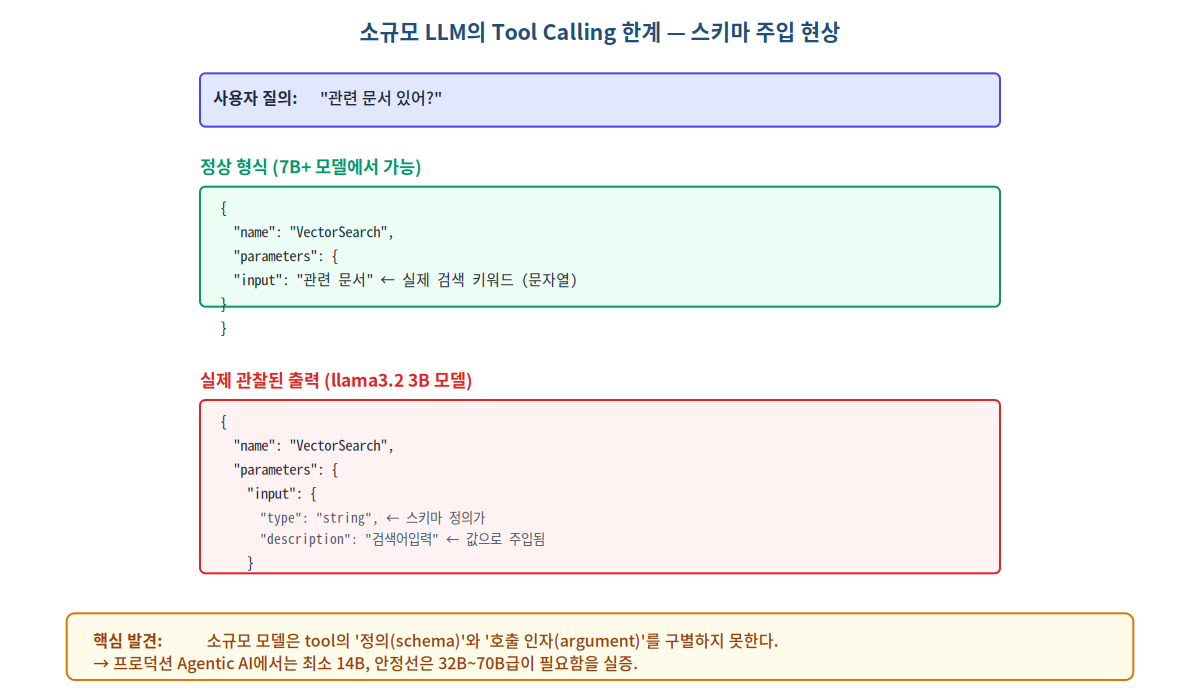 소규모 LLM의 Tool Calling 한계 — 스키마 주입 현상
사용자 질의: "관련 문서 있어?"
정상 형식 (7B+ 모델에서 가능)
{
"name": "VectorSearch",
"parameters": {
"input": "관련 문서" ← 실제 검색 키워드 (문자열)
}
}
실제 관찰된 출력 (llama3.2 3B 모델)
{
"name": "VectorSearch",
"parameters": {
"input": {
"type": "string", ← 스키마 정의가
"description": "검색어입력" ← 값으로 주입됨
}
핵심 발견: 소규모 모델은 tool의 '정의(schema)'와 '호출 인자(argument)'를 구별하지 못한다.
→ 프로덕션 Agentic AI에서는 최소 14B, 안정선은 32B~70B급이 필요함을 실증.